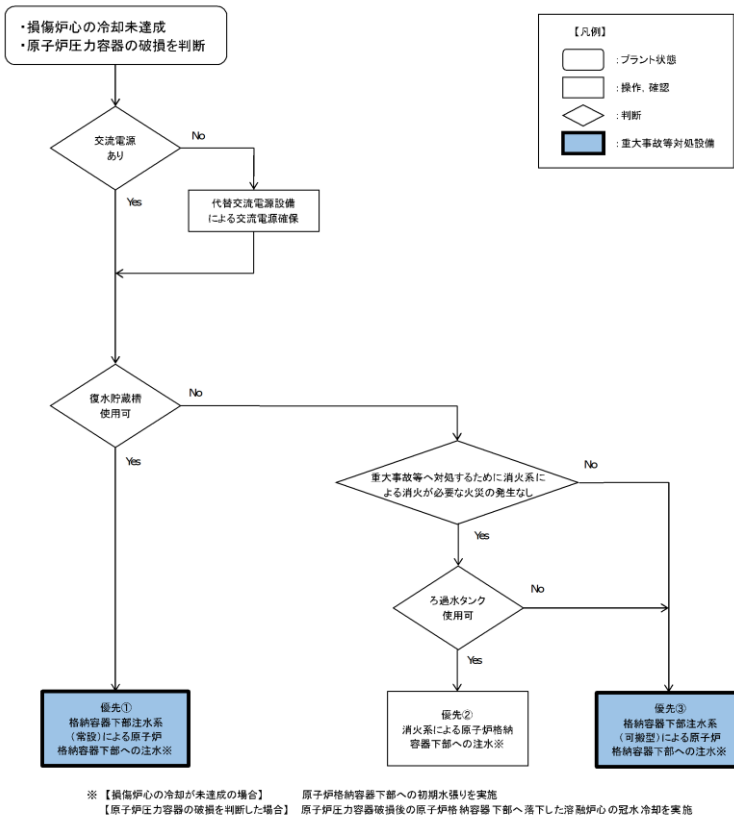 ・損傷炉心の冷却未達成
・原子炉圧力容器の破損を判断
【凡例】
：プラント状態
：操作，確認
：判断
：重大事故等対処設備
交流電源
あり
No
Yes
代替交流電源設備
による交流電源確保
復水貯蔵槽
使用可
No
Yes
重大事故等へ対処するために消火系に
よる消火が必要な火災の発生なし
No
Yes
ろ過水タンク
使用可
No
Yes
優先①
格納容器下部注水系
（常設）による原子炉
格納容器下部への注水※
優先②
消火系による原子炉格納
容器下部への注水※
優先③
格納容器下部注水系
（可搬型）による原子炉
格納容器下部への注水※
※ 【損傷炉心の冷却が未達成の場合】 原子炉格納容器下部への初期水張りを実施
【原子炉圧力容器の破損を判断した場合】 原子炉圧力容器破損後の原子炉格納容器下部へ落下した溶融炉心の冠水冷却を実施